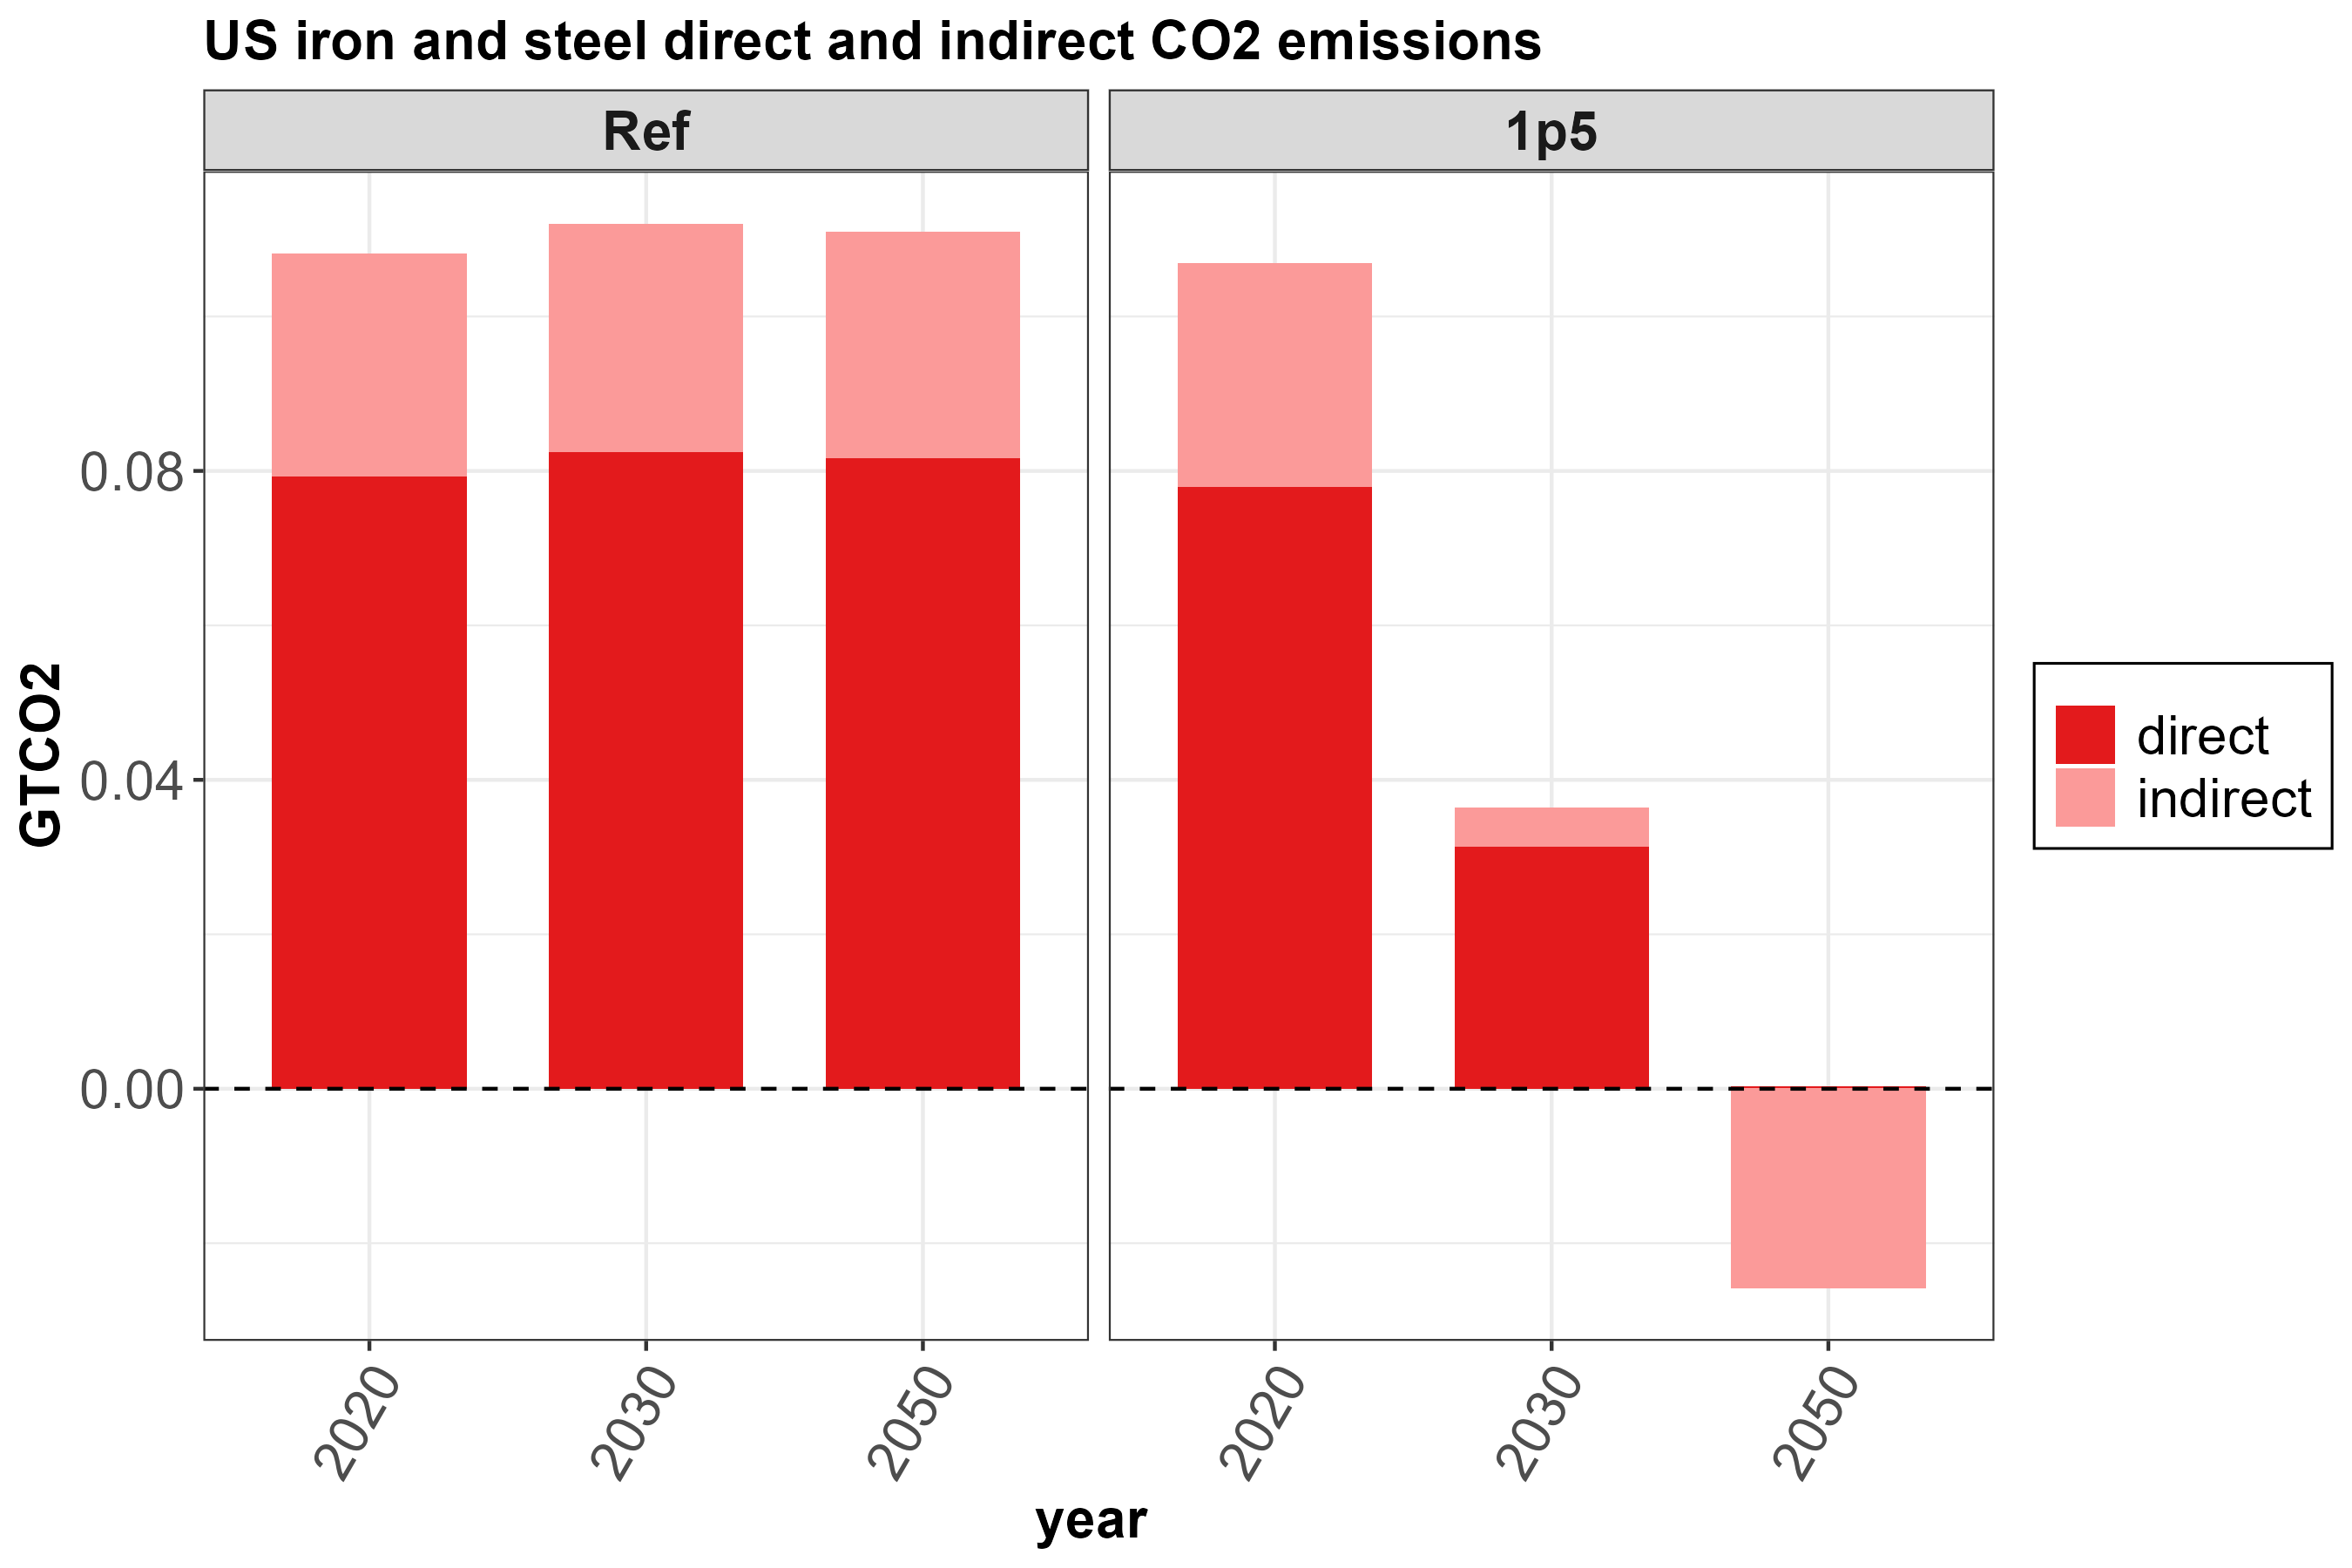 US iron and steel direct and indirect CO2 emissions
Ref
1p5
GTCO2
0.08
0.04
0.00
2020
2030
2050
2020
2030
2050
year
direct
indirect